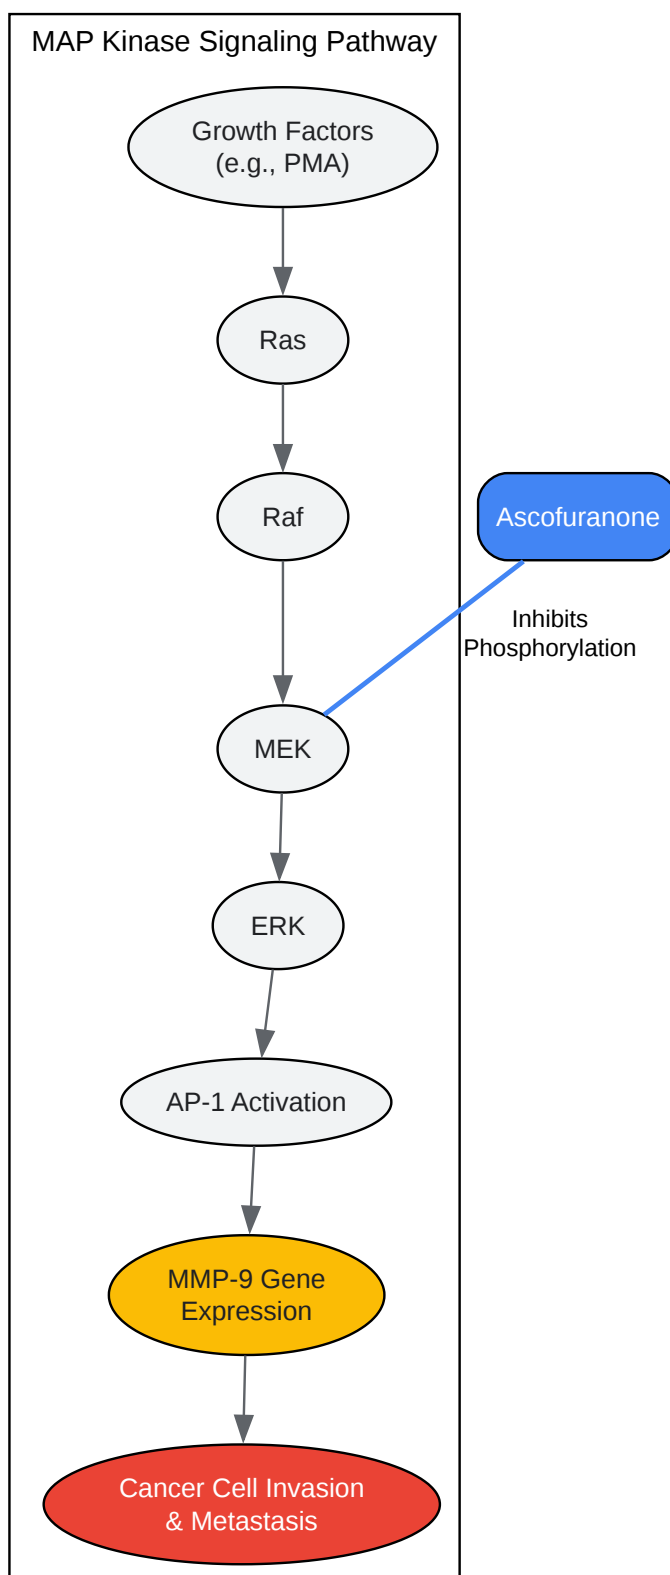 MAP Kinase Signaling Pathway
Growth Factors
(e.g., PMA)
Ras
Raf
Ascofuranone
Inhibits
Phosphorylation
MEK
ERK
AP-1 Activation
MMP-9 Gene
Expression
Cancer Cell Invasion
& Metastasis